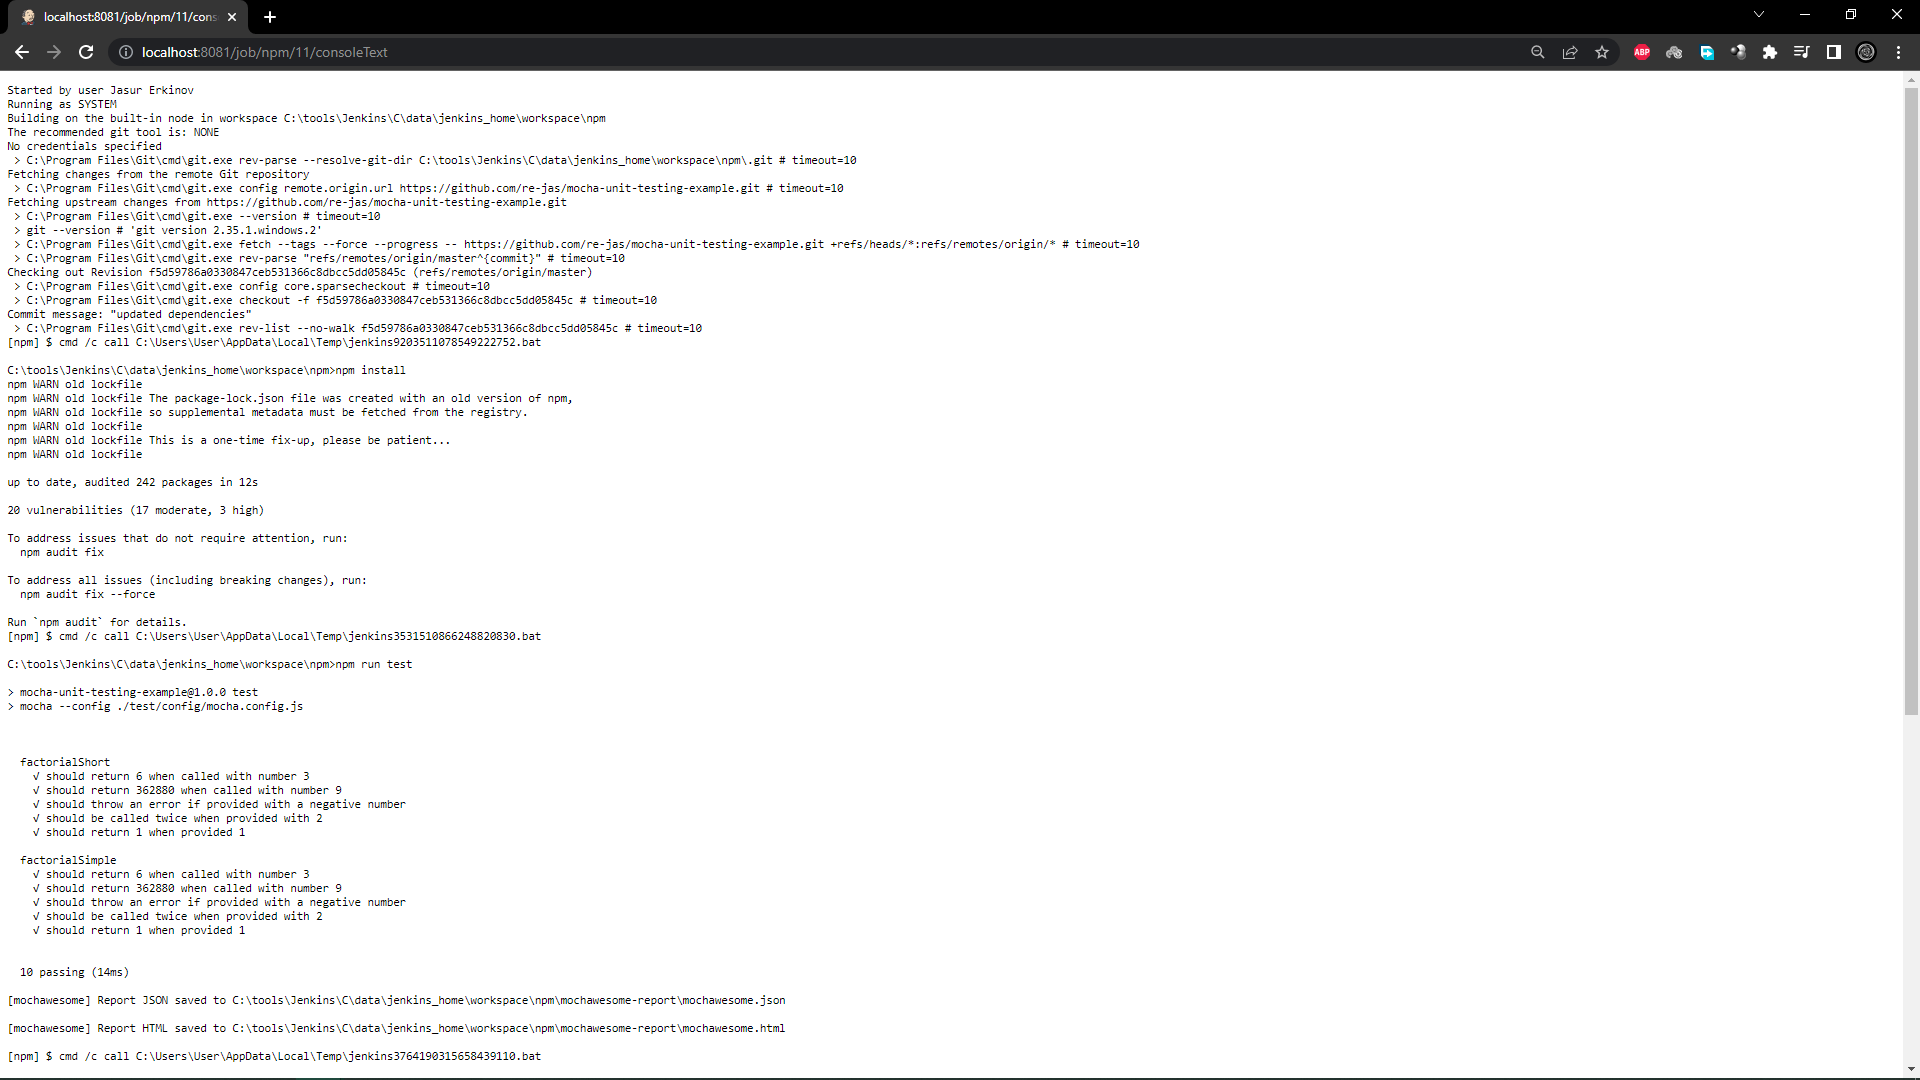 localhost:8081/job/npm/11/cons
localhost:8081/job/npm/11/consoleText
ABP
Started by user Jasur Erkinov
Running as SYSTEM
Building on the built-in node in workspace C:\tools\Jenkins\C\data\jenkins_home\workspace\npm
The recommended git tool is: NONE
No credentials specified
 > C:\Program Files\Git\cmd\git.exe rev-parse --resolve-git-dir C:\tools\Jenkins\C\data\jenkins_home\workspace\npm\.git # timeout=10
Fetching changes from the remote Git repository
 > C:\Program Files\Git\cmd\git.exe config remote.origin.url https://github.com/re-jas/mocha-unit-testing-example.git # timeout=10
Fetching upstream changes from https://github.com/re-jas/mocha-unit-testing-example.git
 > C:\Program Files\Git\cmd\git.exe --version # timeout=10
 > git --version # 'git version 2.35.1.windows.2'
 > C:\Program Files\Git\cmd\git.exe fetch --tags --force --progress -- https://github.com/re-jas/mocha-unit-testing-example.git +refs/heads/*:refs/remotes/origin/* # timeout=10
 > C:\Program Files\Git\cmd\git.exe rev-parse "refs/remotes/origin/master^{commit}" # timeout=10
Checking out Revision f5d59786a0330847ceb531366c8dbcc5dd05845c (refs/remotes/origin/master)
 > C:\Program Files\Git\cmd\git.exe config core.sparsecheckout # timeout=10
 > C:\Program Files\Git\cmd\git.exe checkout -f f5d59786a0330847ceb531366c8dbcc5dd05845c # timeout=10
Commit message: "updated dependencies"
 > C:\Program Files\Git\cmd\git.exe rev-list --no-walk f5d59786a0330847ceb531366c8dbcc5dd05845c # timeout=10
[npm] $ cmd /c call C:\Users\User\AppData\Local\Temp\jenkins9203511078549222752.bat
C:\tools\Jenkins\C\data\jenkins_home\workspace\npm>npm install
npm WARN old lockfile
npm WARN old lockfile The package-lock.json file was created with an old version of npm,
npm WARN old lockfile so supplemental metadata must be fetched from the registry.
npm WARN old lockfile
npm WARN old lockfile This is a one-time fix-up, please be patient...
npm WARN old lockfile
up to date, audited 242 packages in 12s
20 vulnerabilities (17 moderate, 3 high)
To address issues that do not require attention, run:
  npm audit fix
To address all issues (including breaking changes), run:
  npm audit fix --force
Run `npm audit` for details.
[npm] $ cmd /c call C:\Users\User\AppData\Local\Temp\jenkins3531510866248820830.bat
C:\tools\Jenkins\C\data\jenkins_home\workspace\npm>npm run test
> mocha-unit-testing-example@1.0.0 test
> mocha --config ./test/config/mocha.config.js
  factorialShort
    √ should return 6 when called with number 3
    √ should return 362880 when called with number 9
    √ should throw an error if provided with a negative number
    √ should be called twice when provided with 2
    √ should return 1 when provided 1
  factorialSimple
    √ should return 6 when called with number 3
    √ should return 362880 when called with number 9
    √ should throw an error if provided with a negative number
    √ should be called twice when provided with 2
    √ should return 1 when provided 1
  10 passing (14ms)
[mochawesome] Report JSON saved to C:\tools\Jenkins\C\data\jenkins_home\workspace\npm\mochawesome-report\mochawesome.json
[mochawesome] Report HTML saved to C:\tools\Jenkins\C\data\jenkins_home\workspace\npm\mochawesome-report\mochawesome.html
[npm] $ cmd /c call C:\Users\User\AppData\Local\Temp\jenkins3764190315658439110.bat